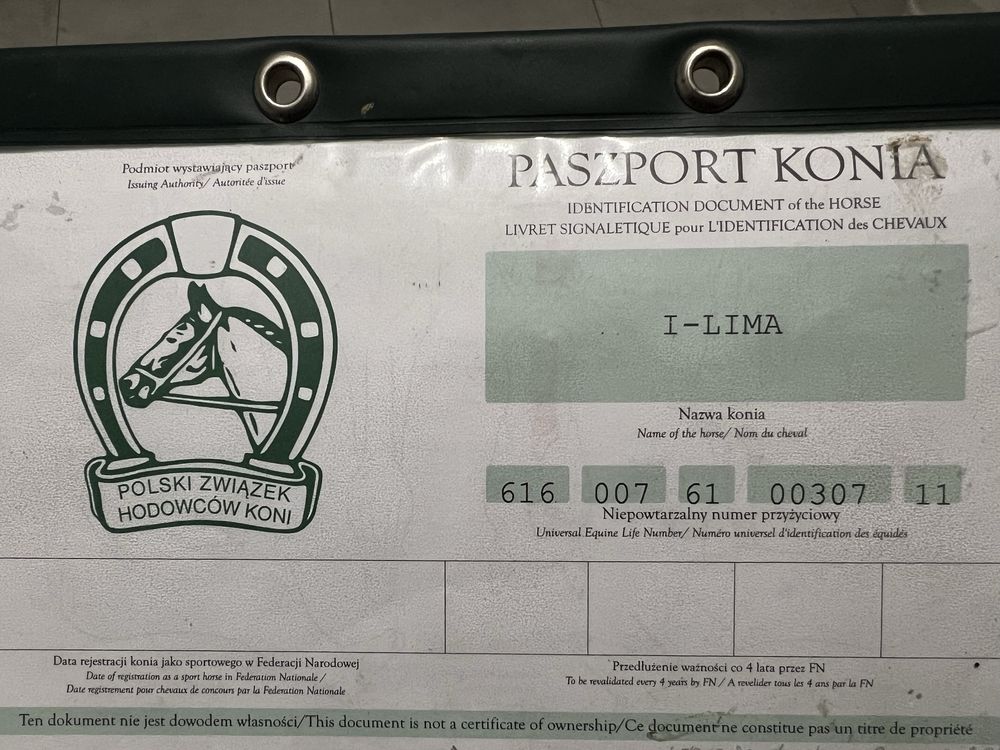 Podmiot wystawiający paszport
Issuing Authority/ Autoritée d'issue
POLSKI ZWIĄZEK
HODOWCÓW KONI
PASZPORT KONIA
IDENTIFICATION DOCUMENT of the HORSE
LIVRET SIGNALETIQUE pour L'IDENTIFICATION des CHEVAUX
I-LIMA
Nazwa konia
Name of the horse/ Nom du cheval
616 007 61 00307 11
Niepowtarzalny numer przyżyciowy
Universal Equine Life Number/ Numéro universel d'identification des équidés
Data rejestracji konia jako sportowego w Federacji Narodowej
Date of registration as a sport horse in Federation Nationale /
Date registrement pour chevaux de concours par la Federation Nationale
Przedłużenie ważności co 4 lata przez FN
To be revalidated every 4 years by FN / A revelider tous les 4 ans par la FN
Ten dokument nie jest dowodem własności/This document is not a certificate of ownership/Ce document ne constitue pas un titre de propriété